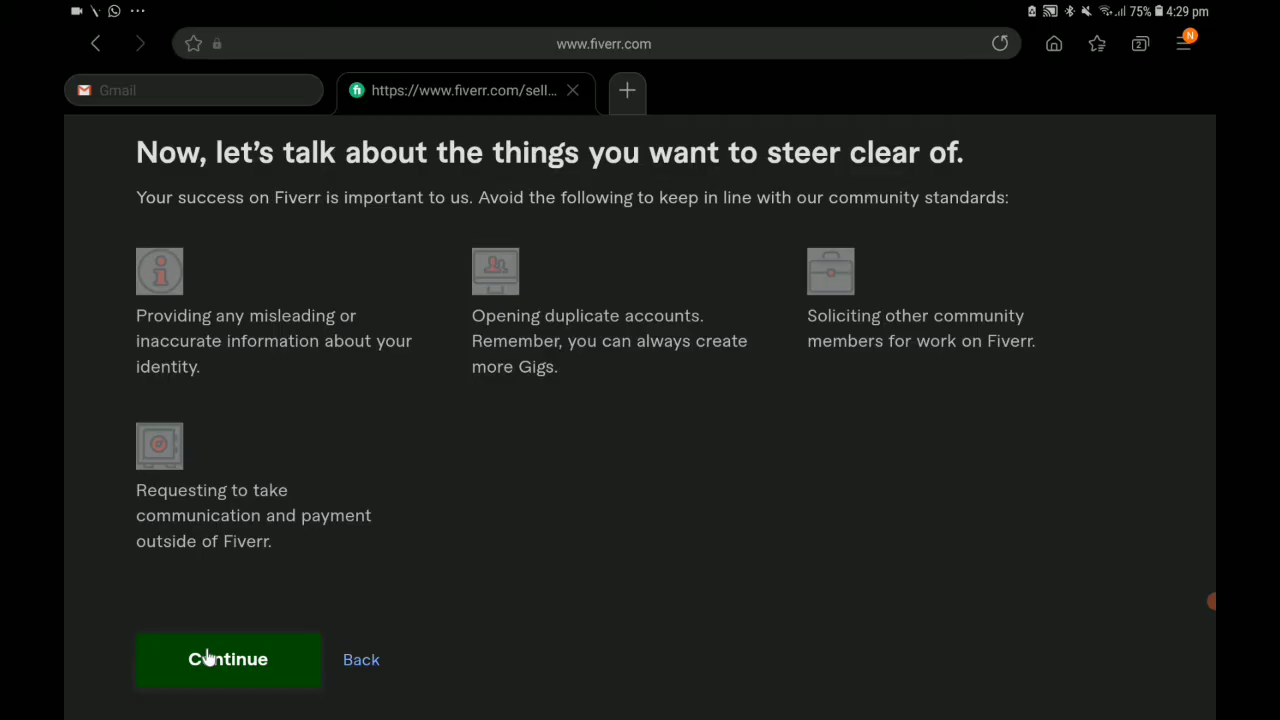 75% 4:29 pm
www.fiverr.com
2
N
Gmail
fi https://www.fiverr.com/sell...
Now, let's talk about the things you want to steer clear of.
Your success on Fiverr is important to us. Avoid the following to keep in line with our community standards:
Providing any misleading or
inaccurate information about your
identity.
Opening duplicate accounts.
Remember, you can always create
more Gigs.
Soliciting other community
members for work on Fiverr.
Requesting to take
communication and payment
outside of Fiverr.
Continue
Back